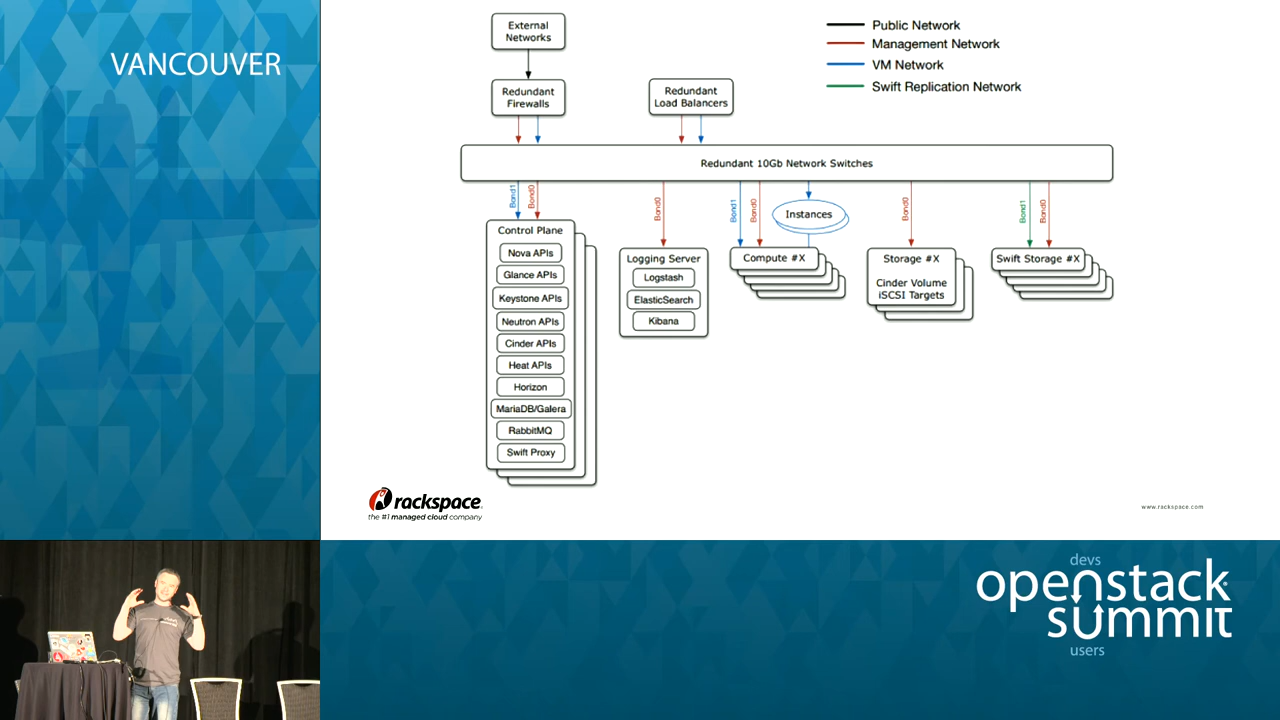 VANCOUVER
External
Networks
Redundant
Firewalls
Redundant
Load Balancers
Public Network
Management Network
VM Network
Swift Replication Network
Redundant 10Gb Network Switches
Bond1
Bond0
Bond0
Bond1
Bond0
Instances
Bond0
Bond1
Bond0
Control Plane
Nova APIs
Glance APIs
Keystone APIs
Neutron APIs
Cinder APIs
Heat APIs
Horizon
MariaDB/Galera
RabbitMQ
Swift Proxy
Logging Server
Logstash
ElasticSearch
Kibana
Compute #X
Storage #X
Cinder Volume
iSCSI Targets
Swift Storage #X
rackspace
the #1 managed cloud company
www.rackspace.com
devs
openstack
summit
users